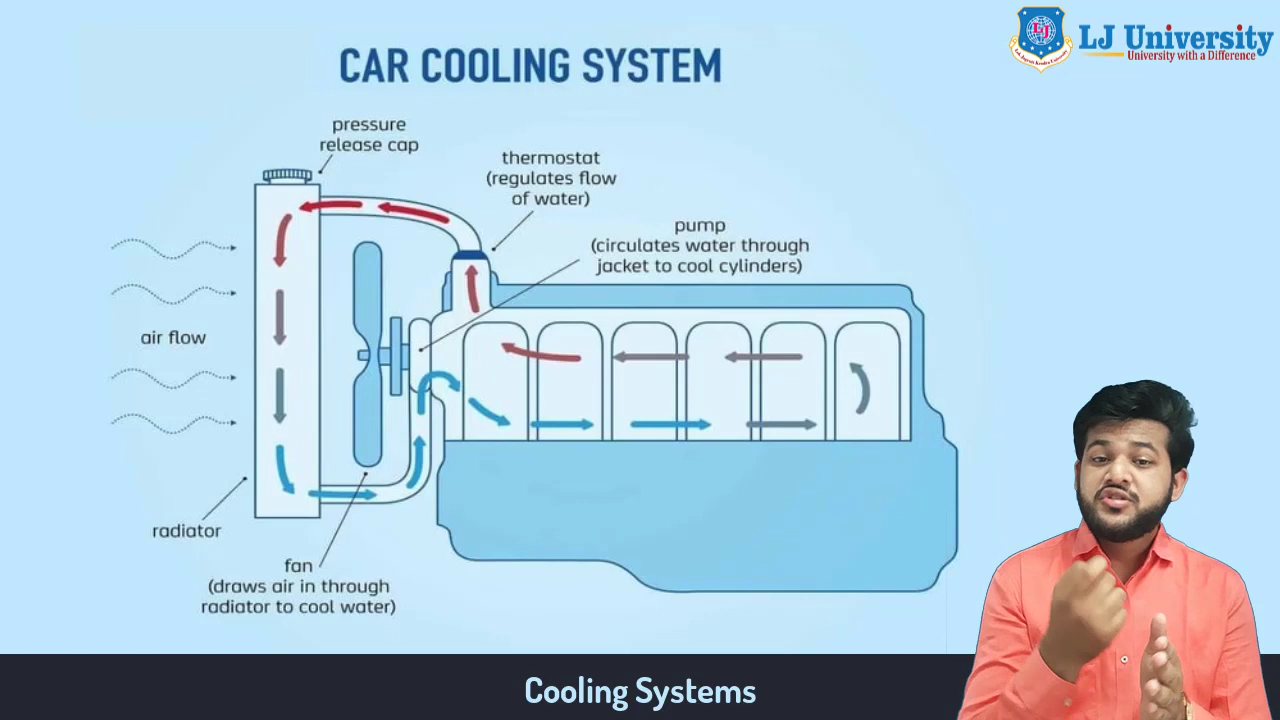 LJ University
University with a Difference
CAR COOLING SYSTEM
pressure
release cap
thermostat
(regulates flow
of water)
pump
(circulates water through
jacket to cool cylinders)
air flow
radiator
fan
(draws air in through
radiator to cool water)
Cooling Systems